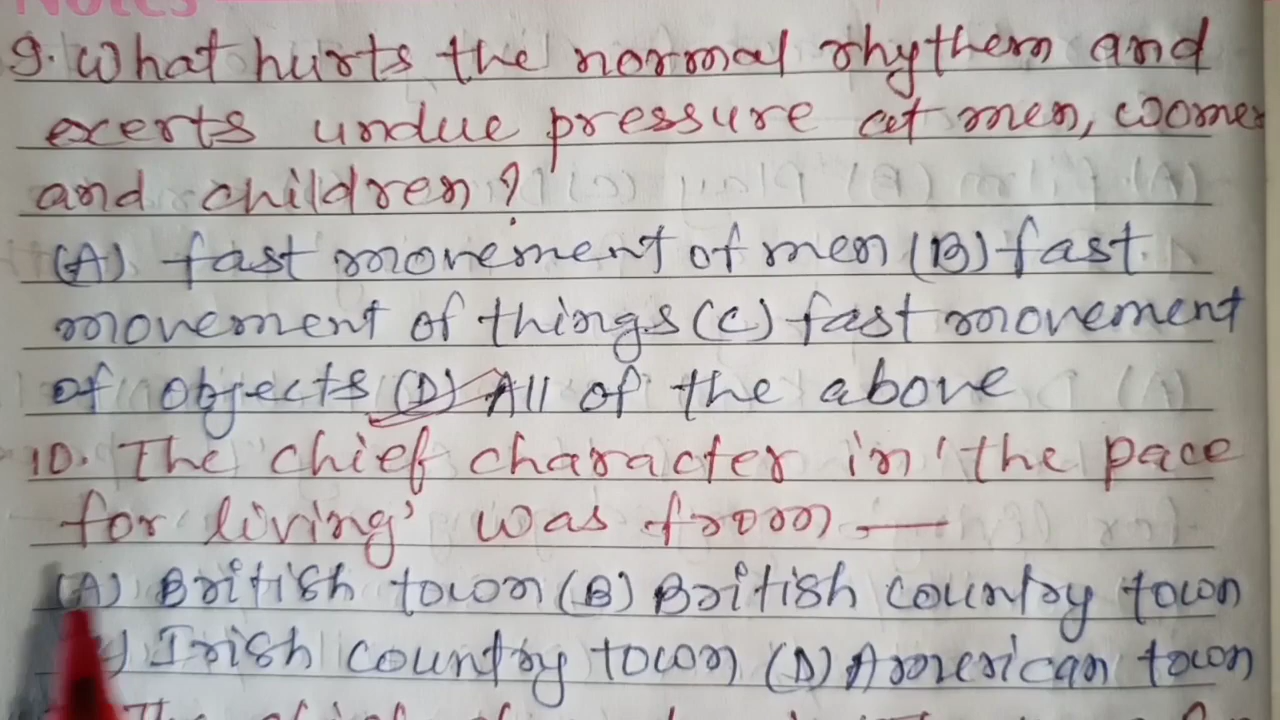 Notes
9. What hurts the normal rhythem and
exerts undue pressure at men, women
and children?
(A) fast movement of men (B) fast
movement of things (C) fast movement
of objects (D) All of the above
10. The chief character in 'the pace
for living' was from —
(A) British town (B) British country town
Irish country town (D) American town